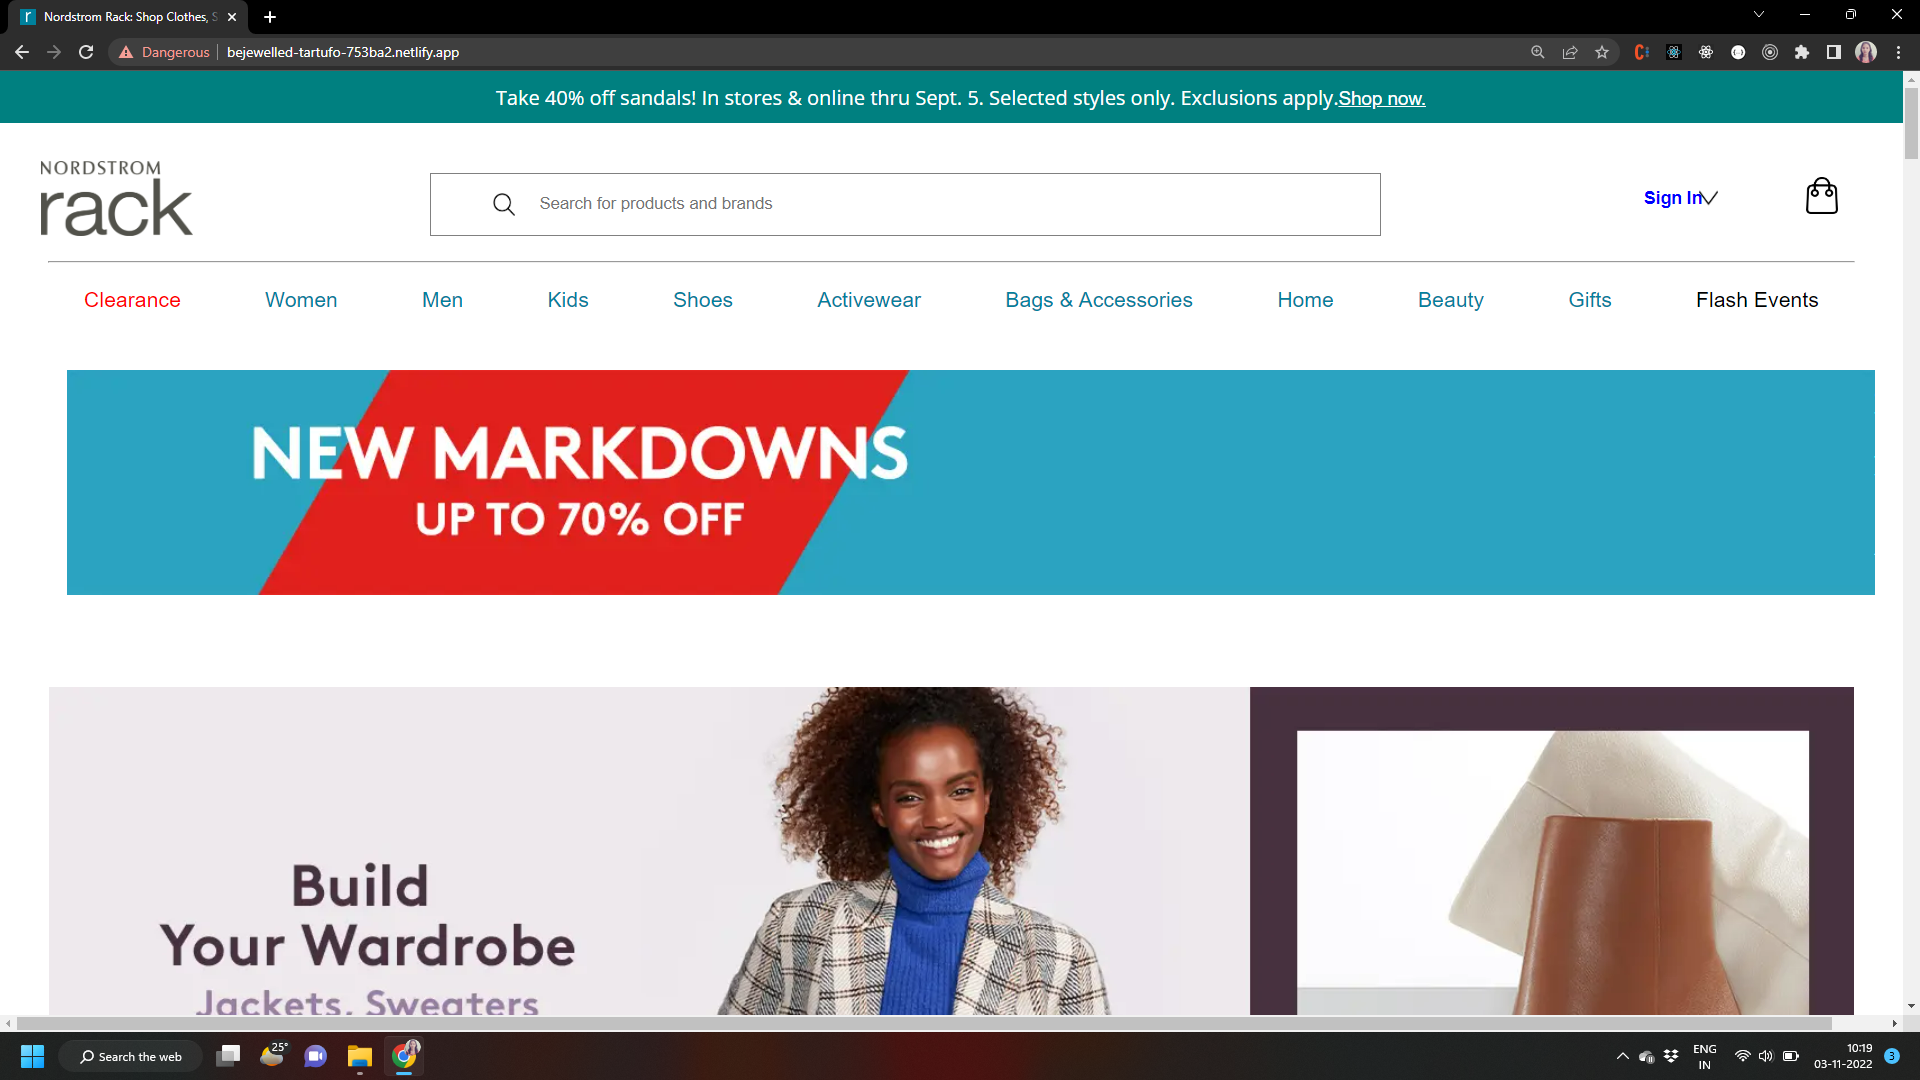 Nordstrom Rack: Shop Clothes, S
Dangerous
bejewelled-tartufo-753ba2.netlify.app
Take 40% off sandals! In stores & online thru Sept. 5. Selected styles only. Exclusions apply.Shop now.
NORDSTROM
rack
Search for products and brands
Sign In
Clearance Women Men Kids Shoes Activewear Bags & Accessories Home Beauty Gifts Flash Events
NEW MARKDOWNS
UP TO 70% OFF
Build
Your Wardrobe
Jackets, Sweaters
Search the web
25°
ENG
IN
10:19
03-11-2022
3